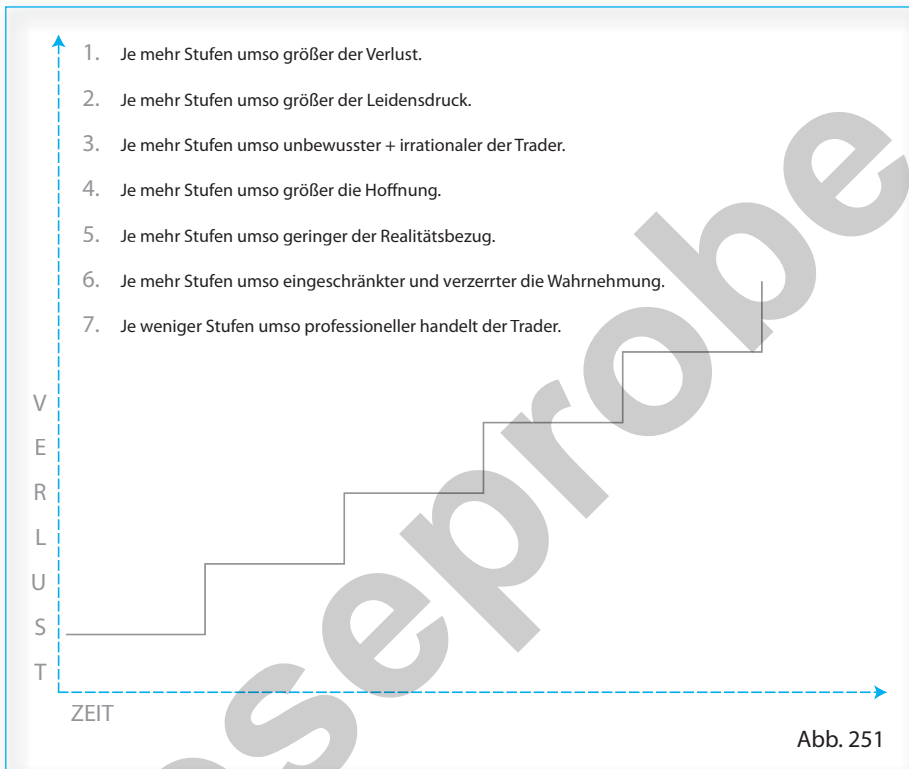 1. Je mehr Stufen umso größer der Verlust.
2. Je mehr Stufen umso größer der Leidensdruck.
3. Je mehr Stufen umso unbewusster + irrationaler der Trader.
4. Je mehr Stufen umso größer die Hoffnung.
5. Je mehr Stufen umso geringer der Realitätsbezug.
6. Je mehr Stufen umso eingeschränkter und verzerrter die Wahrnehmung.
7. Je weniger Stufen umso professioneller handelt der Trader.
V
E
R
L
U
S
T
ZEIT
Abb. 251
eseprobe